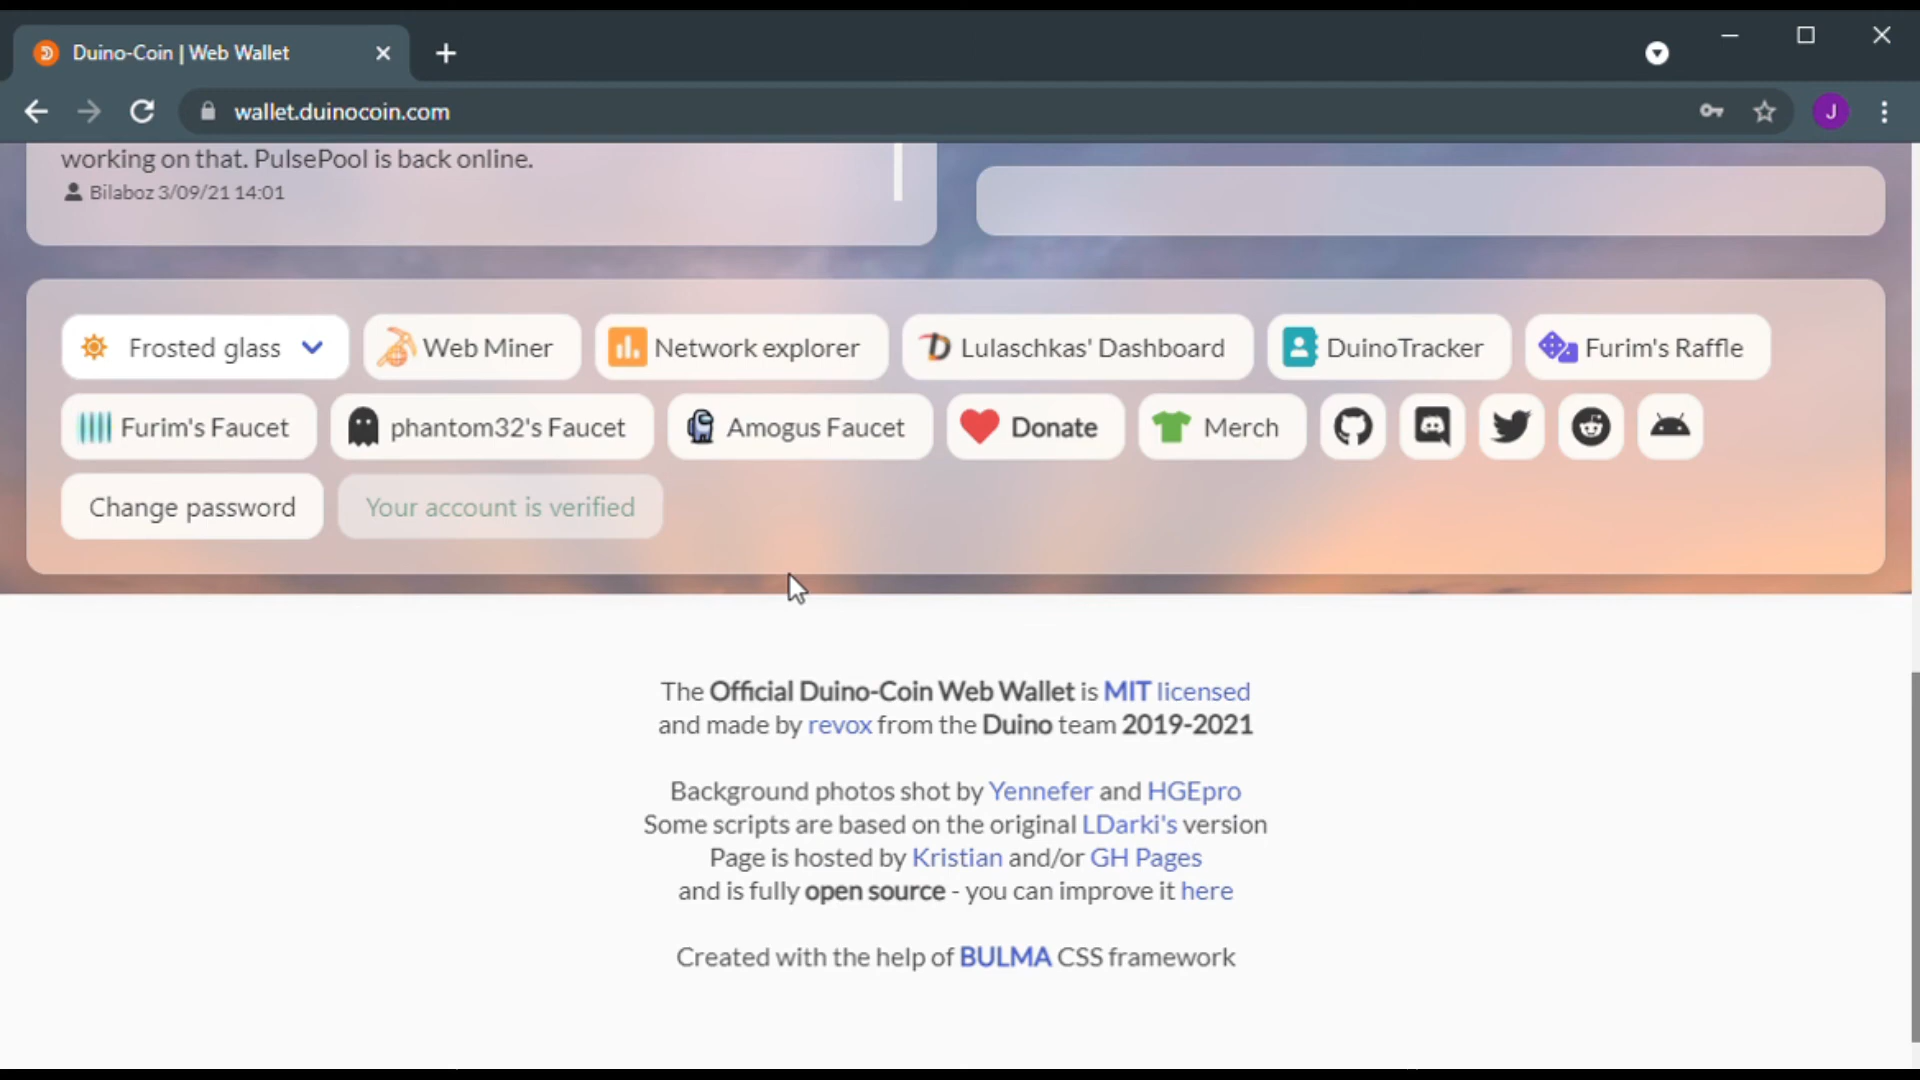 Duino-Coin | Web Wallet
wallet.duinocoin.com
J
working on that. PulsePool is back online.
Bilaboz 3/09/21 14:01
Frosted glass
Web Miner
Network explorer
Lulaschkas' Dashboard
DuinoTracker
Furim's Raffle
Furim's Faucet
phantom32's Faucet
Amogus Faucet
Donate
Merch
Change password
Your account is verified
The Official Duino-Coin Web Wallet is MIT licensed
and made by revox from the Duino team 2019-2021
Background photos shot by Yennefer and HGEpro
Some scripts are based on the original LDarki's version
Page is hosted by Kristian and/or GH Pages
and is fully open source - you can improve it here
Created with the help of BULMA CSS framework